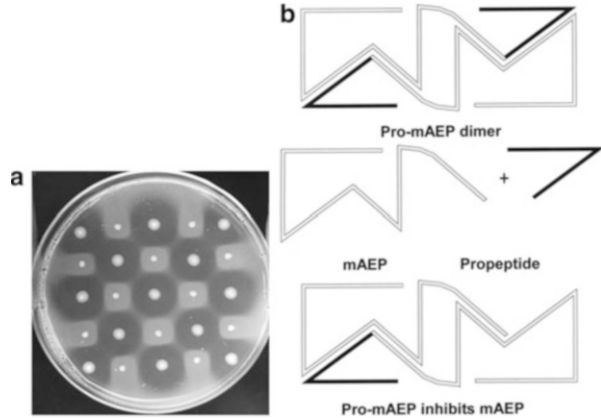 b
Pro-mAEP dimer
a
+
mAEP Propeptide
Pro-mAEP inhibits mAEP